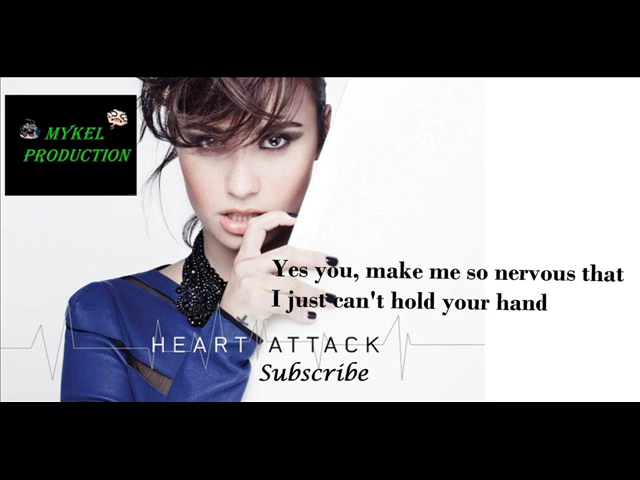 MYKEL
PRODUCTION
Yes you, make me so nervous that
I just can't hold your hand
HEART ATTACK
Subscribe